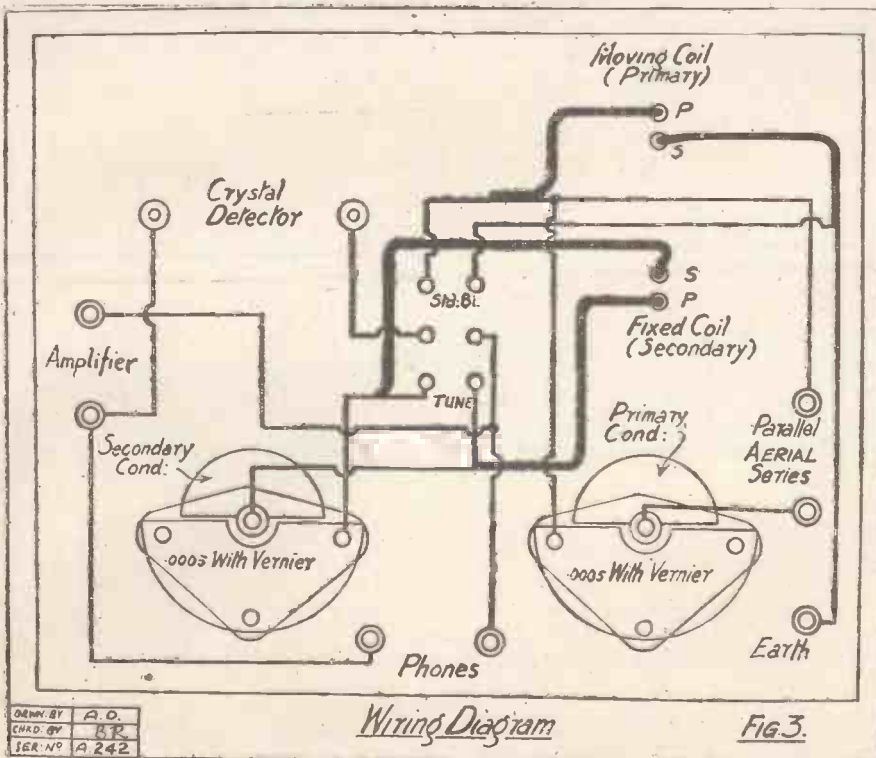 Moving Coil
(Primary)
P
S
Crystal
Detector
S
P
Std:Bi.
Fixed Coil
(Secondary)
Amplifier
TUNE
Primary
Cond:
Parallel
AERIAL
Series
Secondary
Cond:
.0005 With Vernier
.0005 With Vernier
Phones
Earth
DRWN: BY A.D.
CHKD. BY B R
SER: Nº A 242
Wiring Diagram
FIG 3.